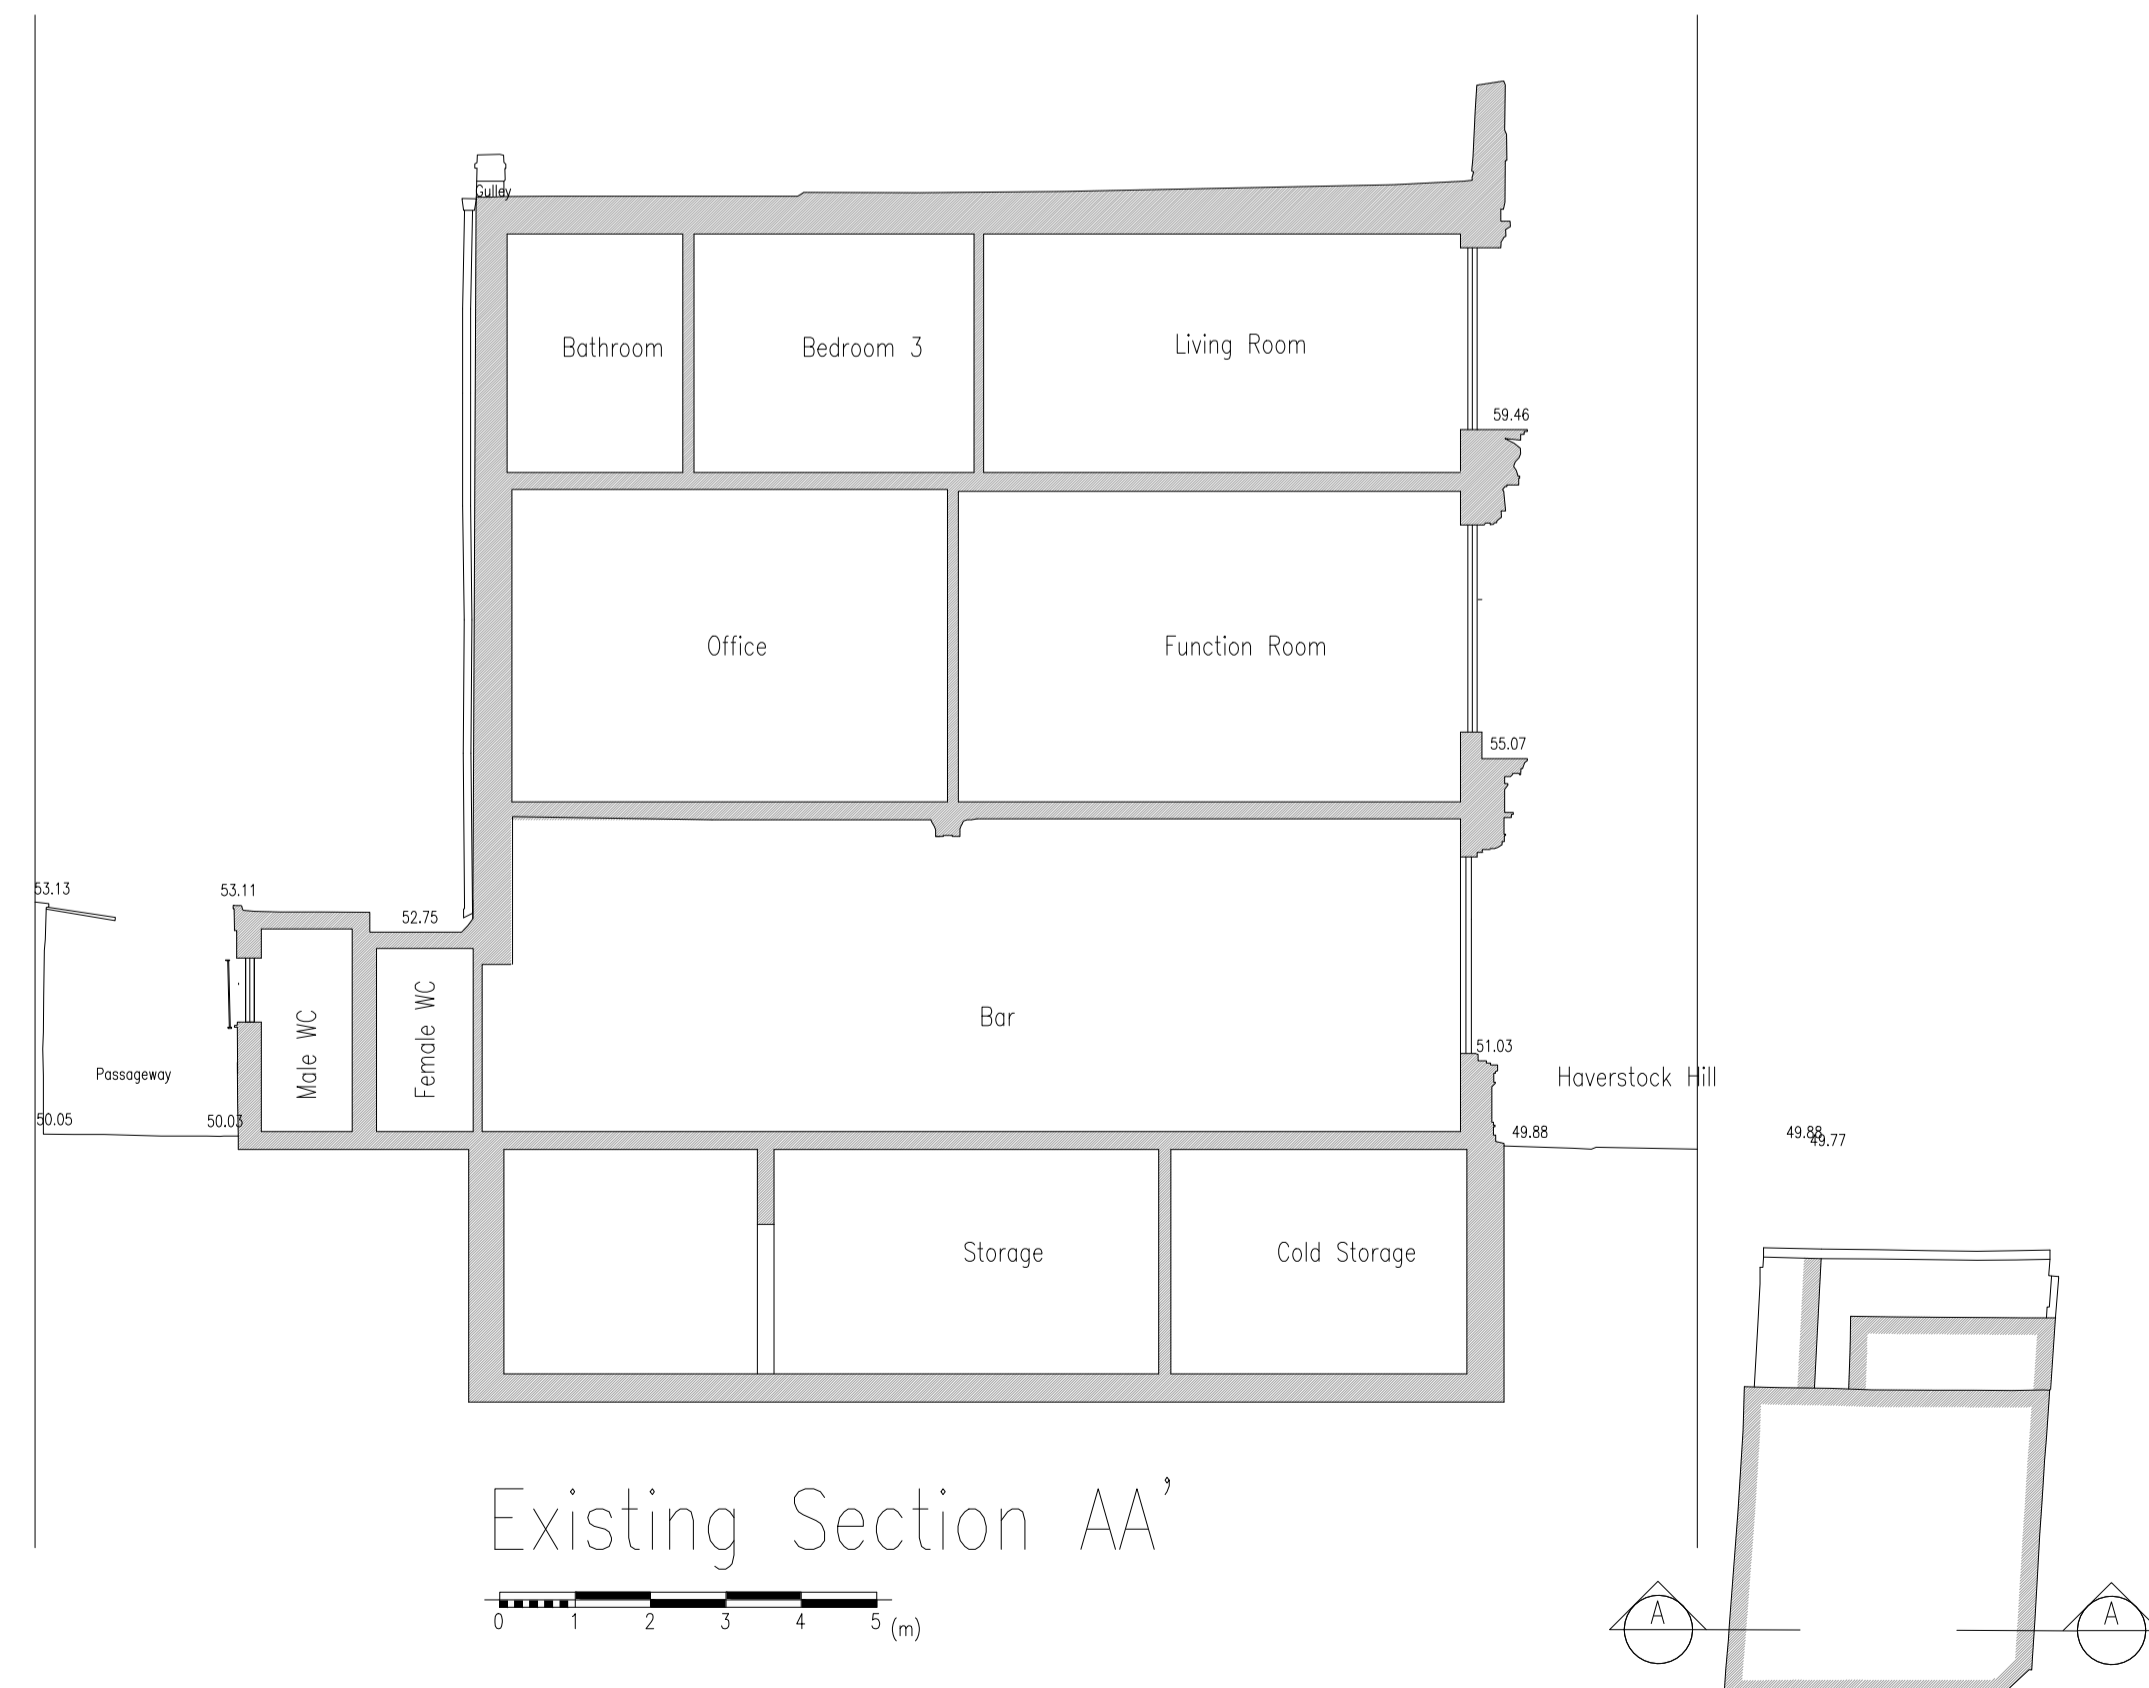 Gulley
Bathroom
Bedroom 3
Living Room
59.46
Office
Function Room
55.07
53.13
53.11
52.75
Male WC
Female WC
Bar
51.03
Passageway
Haverstock Hill
50.05
50.03
49.88
49.88
49.77
Storage
Cold Storage
Existing Section AA'
0 1 2 3 4 5 (m)
A
A